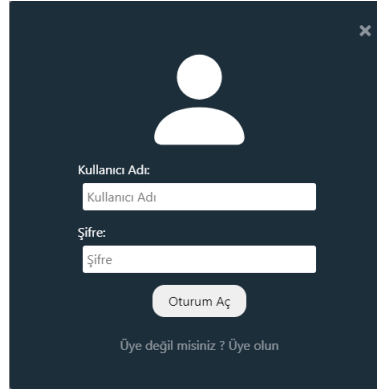 Kullanıcı Adı:
Kullanıcı Adı
Şifre:
Şifre
Oturum Aç
Üye değil misiniz ? Üye olun